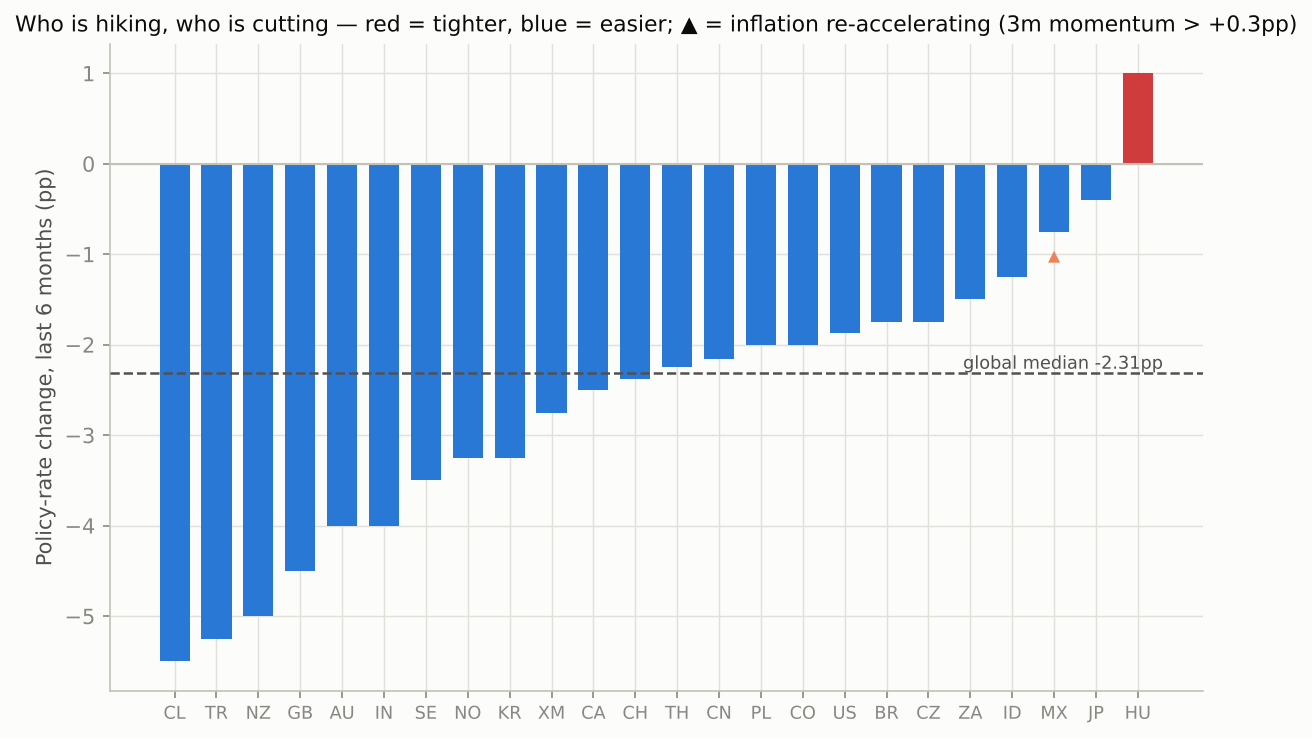 Who is hiking, who is cutting — red = tighter, blue = easier; ▲ = inflation re-accelerating (3m momentum > +0.3pp)
Policy-rate change, last 6 months (pp)
1
0
−1
−2
−3
−4
−5
global median -2.31pp
CL TR NZ GB AU IN SE NO KR XM CA CH TH CN PL CO US BR CZ ZA ID MX JP HU